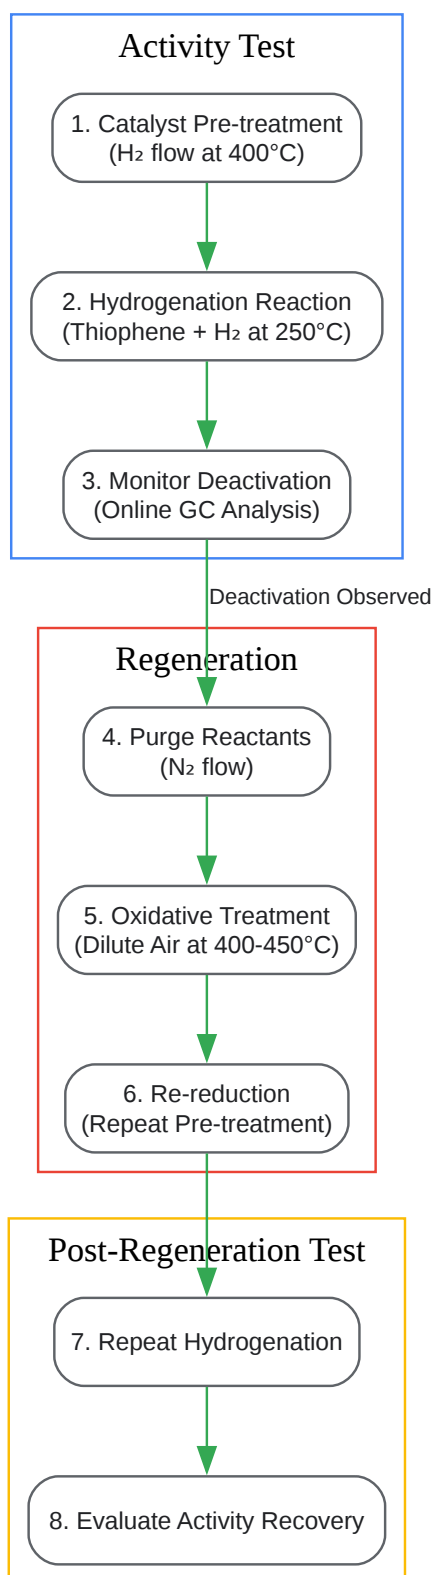 Activity Test
1. Catalyst Pre-treatment
(H₂ flow at 400°C)
2. Hydrogenation Reaction
(Thiophene + H₂ at 250°C)
3. Monitor Deactivation
(Online GC Analysis)
Deactivation Observed
Regeneration
4. Purge Reactants
(N₂ flow)
5. Oxidative Treatment
(Dilute Air at 400-450°C)
6. Re-reduction
(Repeat Pre-treatment)
Post-Regeneration Test
7. Repeat Hydrogenation
8. Evaluate Activity Recovery